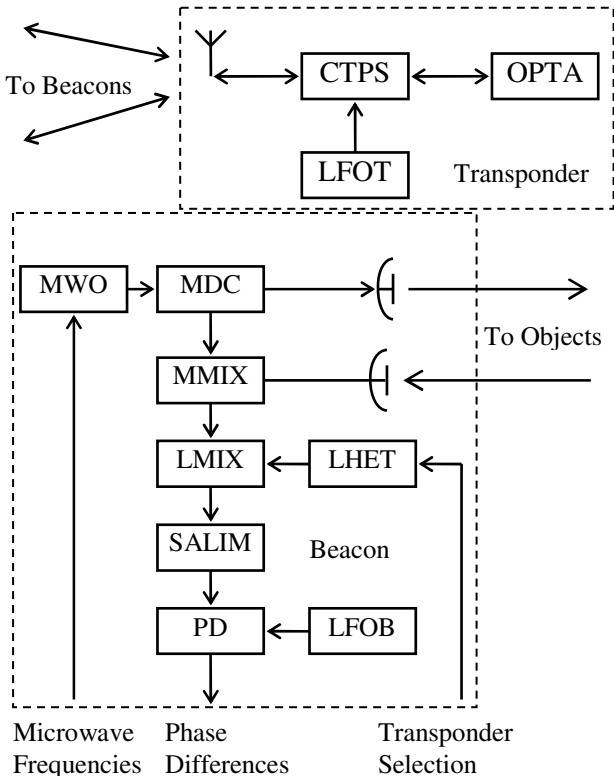 To Beacons
CTPS
OPTA
LFOT
Transponder
MWO
MDC
To Objects
MMIX
LMIX
LHET
SALIM
Beacon
PD
LFOB
Microwave
Frequencies
Phase
Differences
Transponder
Selection